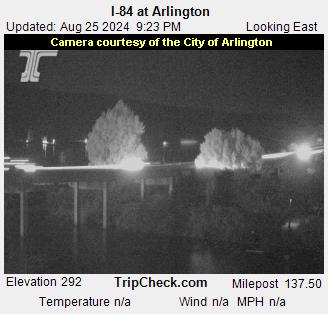 I-84 at Arlington
Updated: Aug 25 2024 9:23 PM Looking East
Camera courtesy of the City of Arlington
Elevation 292 TripCheck.com Milepost 137.50
Temperature n/a Wind n/a MPH n/a